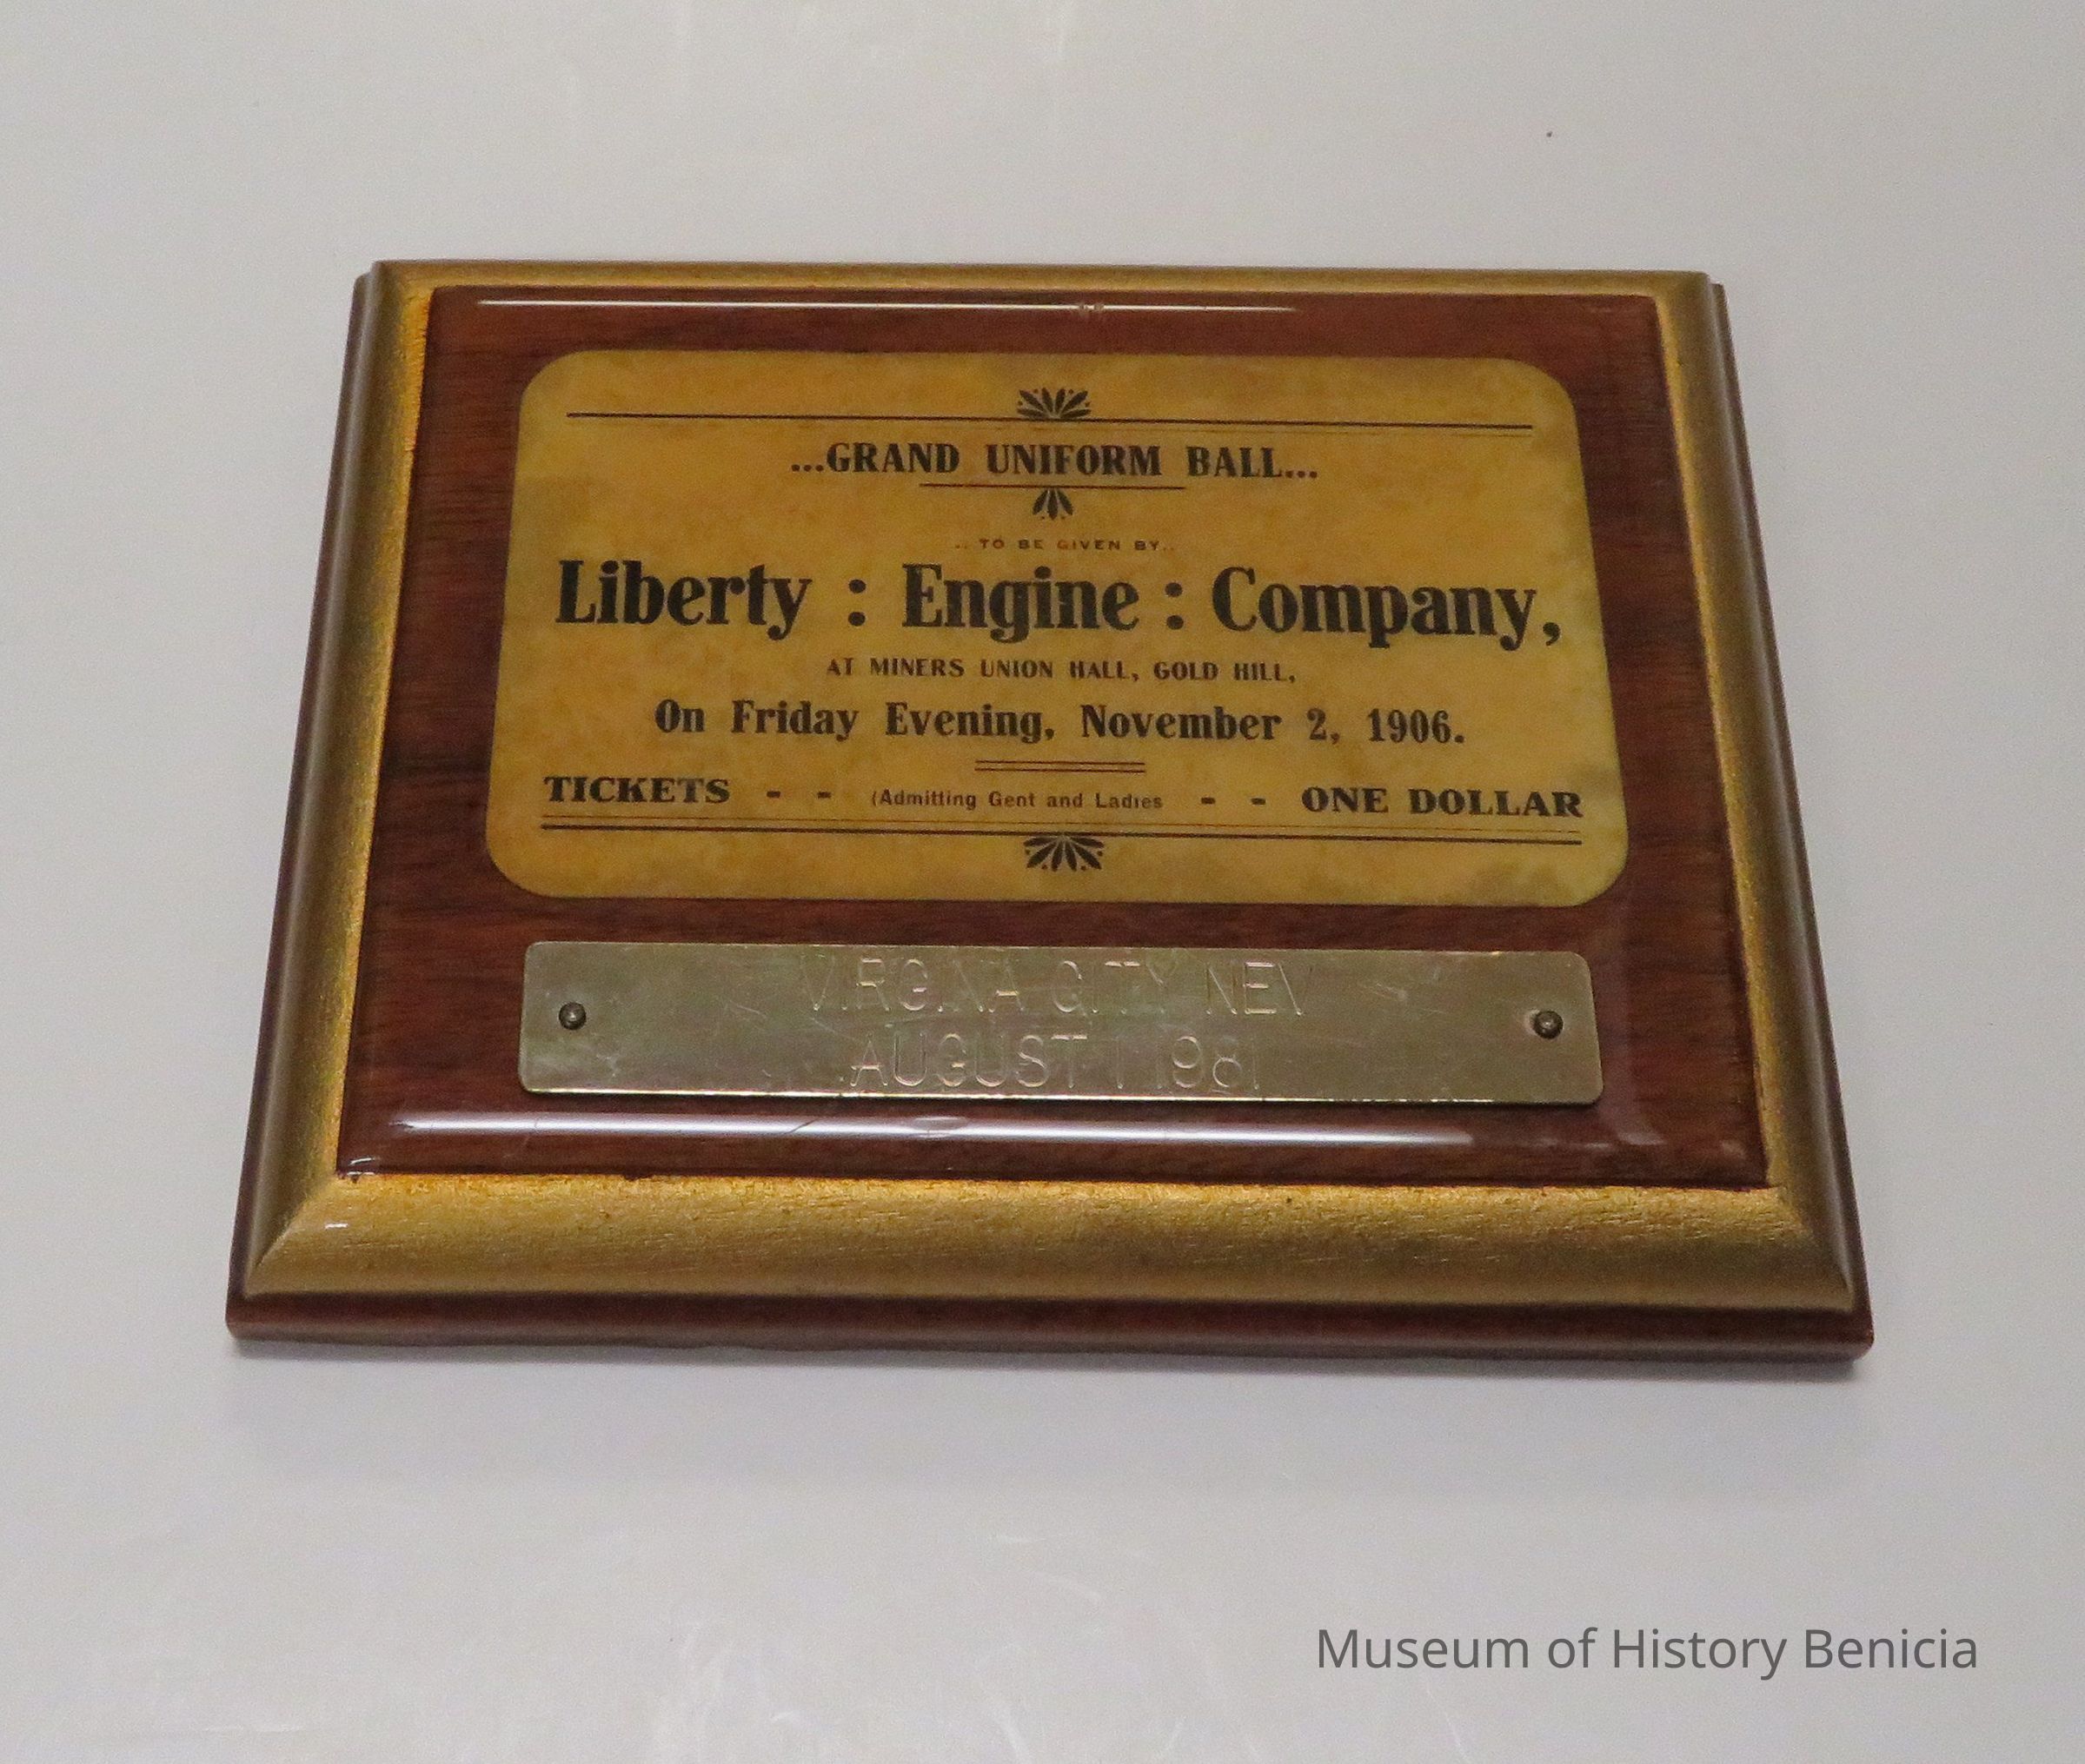 ...GRAND UNIFORM BALL...
.. TO BE GIVEN BY..
Liberty : Engine : Company,
AT MINERS UNION HALL, GOLD HILL,
On Friday Evening, November 2, 1906.
TICKETS - - (Admitting Gent and Ladies - - ONE DOLLAR
VIRGINA CITY NEV
AUGUST 1 1981
Museum of History Benicia